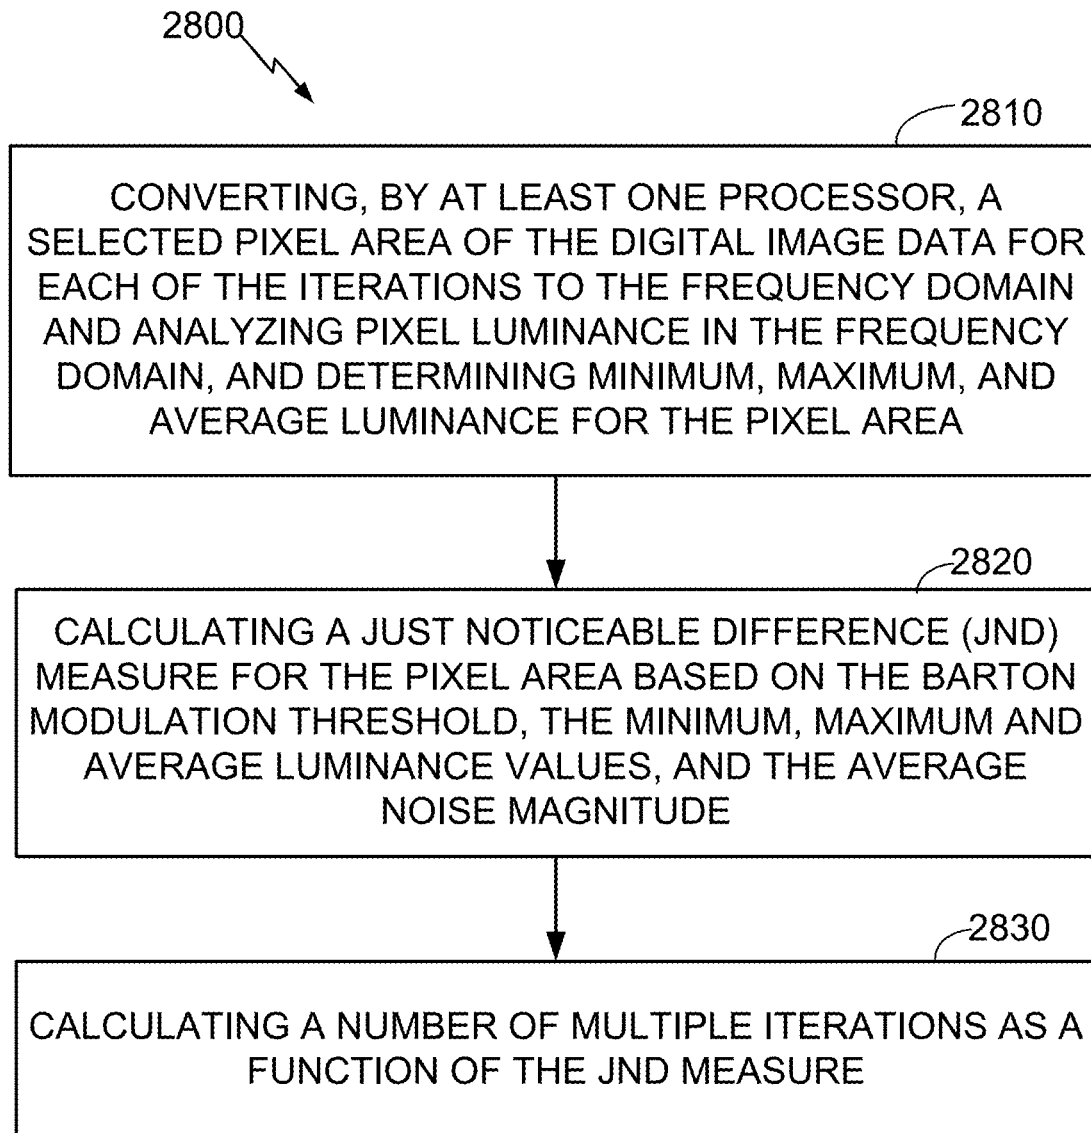 2800
2810
CONVERTING, BY AT LEAST ONE PROCESSOR, A
SELECTED PIXEL AREA OF THE DIGITAL IMAGE DATA FOR
EACH OF THE ITERATIONS TO THE FREQUENCY DOMAIN
AND ANALYZING PIXEL LUMINANCE IN THE FREQUENCY
DOMAIN, AND DETERMINING MINIMUM, MAXIMUM, AND
AVERAGE LUMINANCE FOR THE PIXEL AREA
2820
CALCULATING A JUST NOTICEABLE DIFFERENCE (JND)
MEASURE FOR THE PIXEL AREA BASED ON THE BARTON
MODULATION THRESHOLD, THE MINIMUM, MAXIMUM AND
AVERAGE LUMINANCE VALUES, AND THE AVERAGE
NOISE MAGNITUDE
2830
CALCULATING A NUMBER OF MULTIPLE ITERATIONS AS A
FUNCTION OF THE JND MEASURE